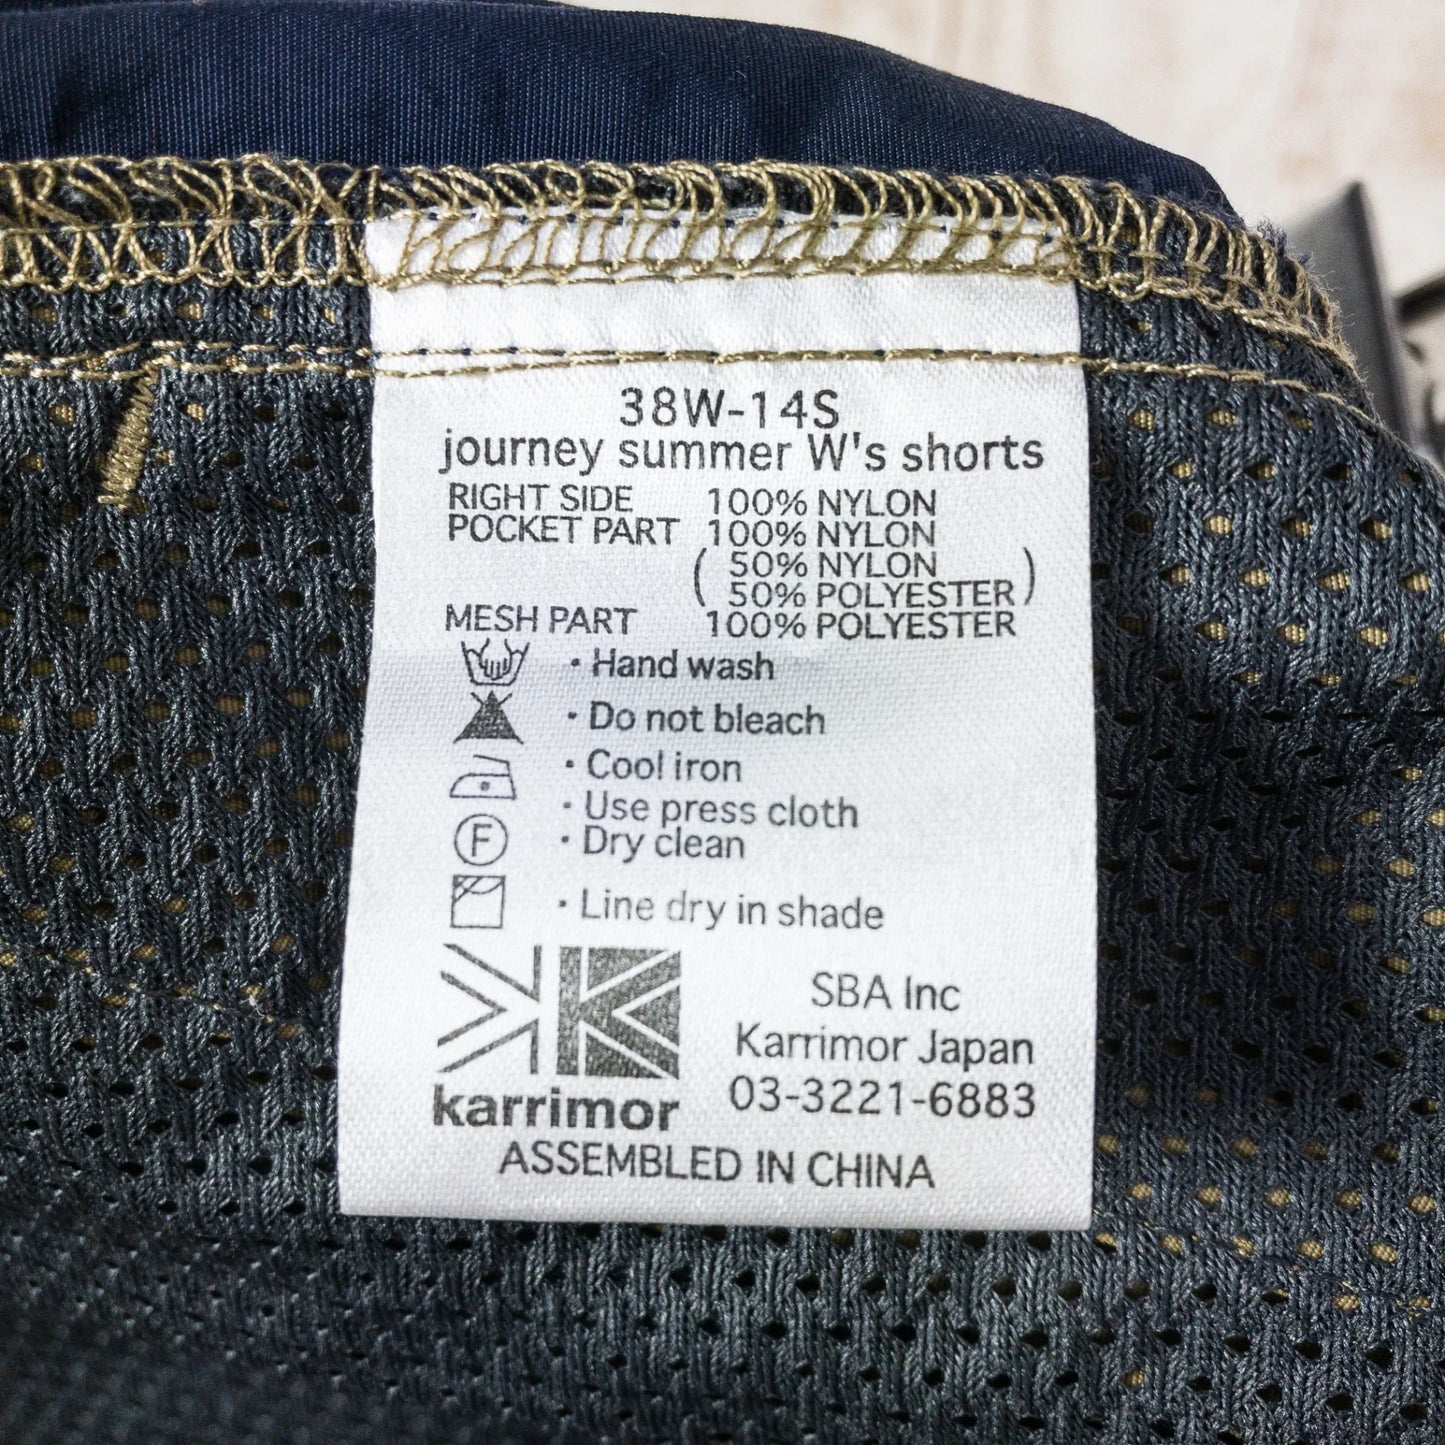 38W-14S
journey summer W's shorts
RIGHT SIDE 100% NYLON
POCKET PART 100% NYLON
( 50% NYLON
50% POLYESTER )
MESH PART 100% POLYESTER
・Hand wash
・Do not bleach
・Cool iron
・Use press cloth
F ・Dry clean
・Line dry in shade
SBA Inc
Karrimor Japan
03-3221-6883
karrimor
ASSEMBLED IN CHINA